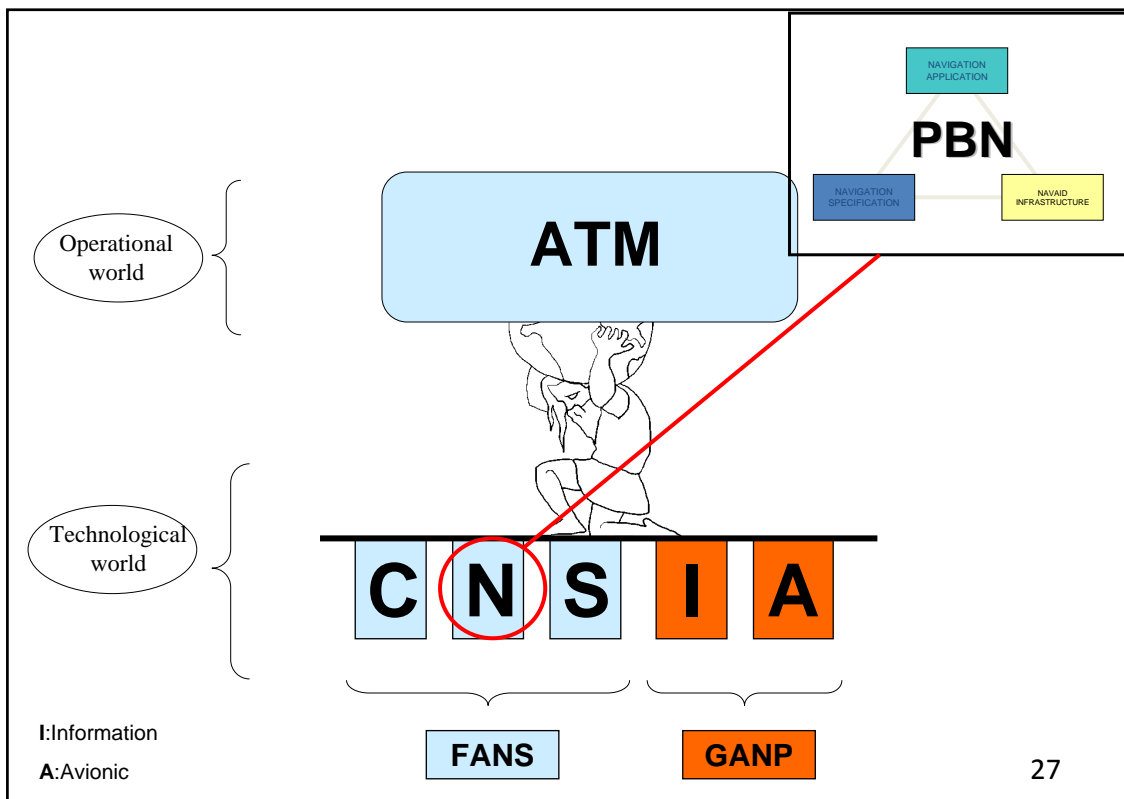 NAVIGATION
APPLICATION
PBN
NAVIGATION
SPECIFICATION
NAVAID
INFRASTRUCTURE
Operational
world
ATM
Technological
world
C N S I A
I:Information
A:Avionic
FANS
GANP
27